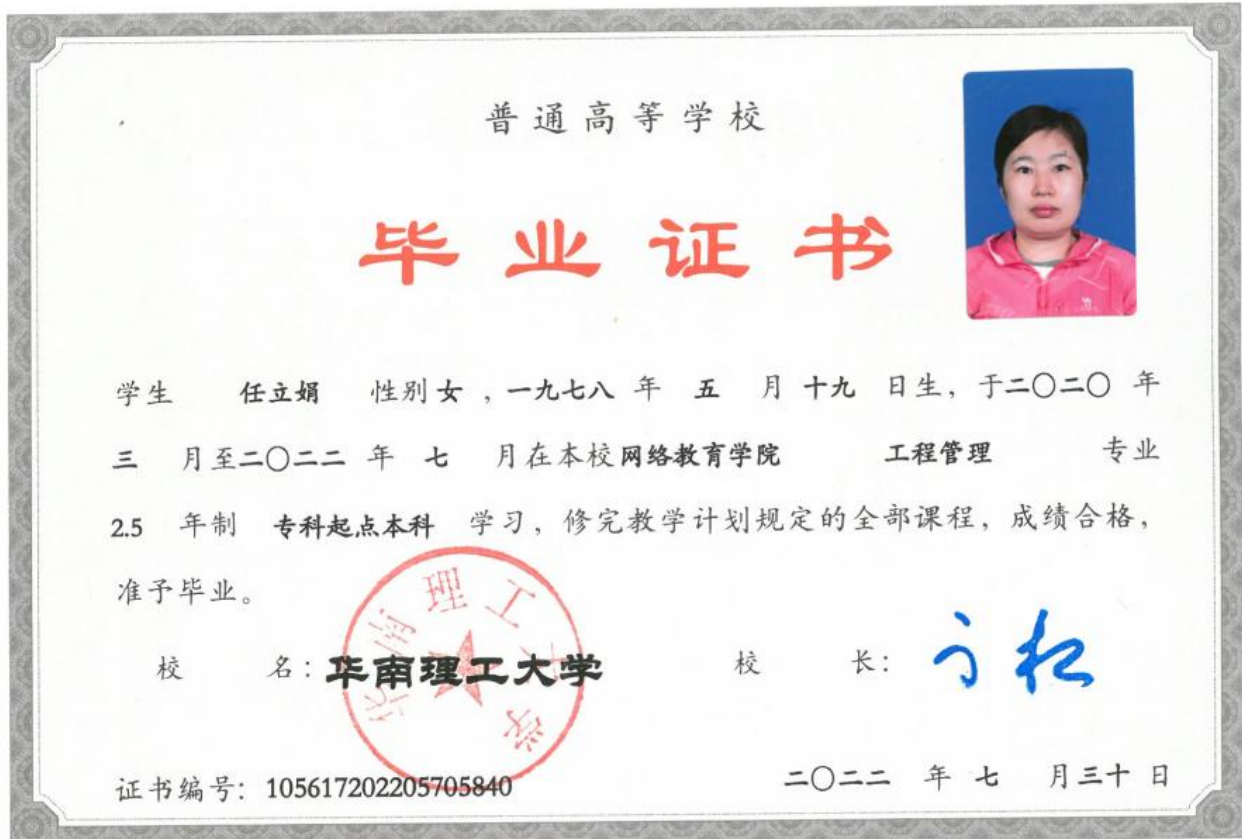 普通高等学校
毕业证书
学生 任立娟 性别 女 ，一九七八 年 五 月 十九 日生，于二〇二〇 年
三 月至二〇二二 年 七 月在本校网络教育学院 工程管理 专业
2.5 年制 专科起点本科 学习，修完教学计划规定的全部课程，成绩合格，
准予毕业。
华南理工大学
校 名：华南理工大学 校 长：
证书编号：105617202205705840 二〇二二 年 七 月三十 日